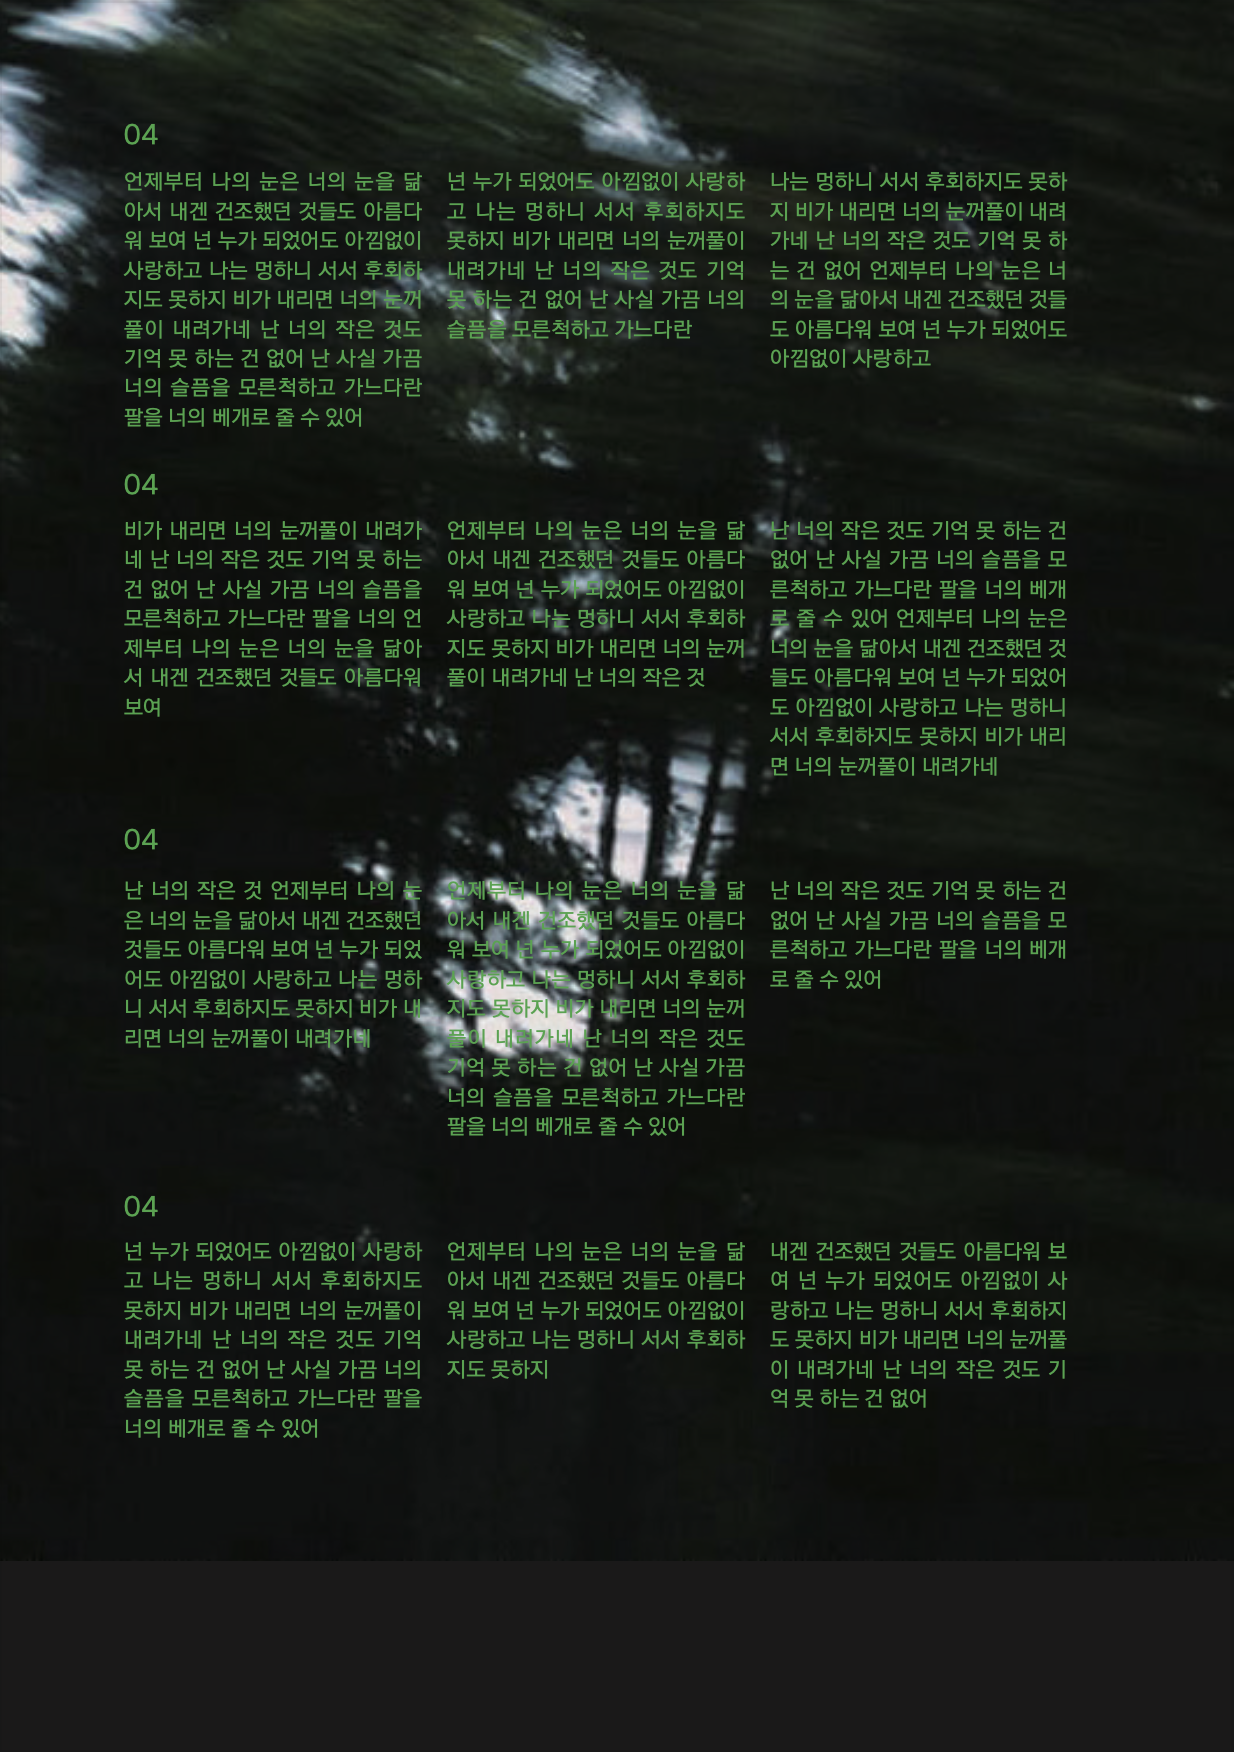 04
언제부터 나의 눈은 너의 눈을 닮
아서 내겐 건조했던 것들도 아름다
워 보여 넌 누가 되었어도 아낌없이
사랑하고 나는 멍하니 서서 후회하
지도 못하지 비가 내리면 너의 눈꺼
풀이 내려가네 난 너의 작은 것도
기억 못 하는 건 없어 난 사실 가끔
너의 슬픔을 모른척하고 가느다란
팔을 너의 베개로 줄 수 있어
넌 누가 되었어도 아낌없이 사랑하
고 나는 멍하니 서서 후회하지도
못하지 비가 내리면 너의 눈꺼풀이
내려가네 난 너의 작은 것도 기억
못 하는 건 없어 난 사실 가끔 너의
슬픔을 모른척하고 가느다란
나는 멍하니 서서 후회하지도 못하
지 비가 내리면 너의 눈꺼풀이 내려
가네 난 너의 작은 것도 기억 못 하
는 건 없어 언제부터 나의 눈은 너
의 눈을 닮아서 내겐 건조했던 것들
도 아름다워 보여 넌 누가 되었어도
아낌없이 사랑하고
04
비가 내리면 너의 눈꺼풀이 내려가
네 난 너의 작은 것도 기억 못 하는
건 없어 난 사실 가끔 너의 슬픔을
모른척하고 가느다란 팔을 너의 언
제부터 나의 눈은 너의 눈을 닮아
서 내겐 건조했던 것들도 아름다워
보여
언제부터 나의 눈은 너의 눈을 닮
아서 내겐 건조했던 것들도 아름다
워 보여 넌 누가 되었어도 아낌없이
사랑하고 나는 멍하니 서서 후회하
지도 못하지 비가 내리면 너의 눈꺼
풀이 내려가네 난 너의 작은 것
난 너의 작은 것도 기억 못 하는 건
없어 난 사실 가끔 너의 슬픔을 모
른척하고 가느다란 팔을 너의 베개
로 줄 수 있어 언제부터 나의 눈은
너의 눈을 닮아서 내겐 건조했던 것
들도 아름다워 보여 넌 누가 되었어
도 아낌없이 사랑하고 나는 멍하니
서서 후회하지도 못하지 비가 내리
면 너의 눈꺼풀이 내려가네
04
난 너의 작은 것 언제부터 나의 눈
은 너의 눈을 닮아서 내겐 건조했던
것들도 아름다워 보여 넌 누가 되었
어도 아낌없이 사랑하고 나는 멍하
니 서서 후회하지도 못하지 비가 내
리면 너의 눈꺼풀이 내려가네
언제부터 나의 눈은 너의 눈을 닮
아서 내겐 건조했던 것들도 아름다
워 보여 넌 누가 되었어도 아낌없이
사랑하고 나는 멍하니 서서 후회하
지도 못하지 비가 내리면 너의 눈꺼
풀이 내려가네 난 너의 작은 것도
기억 못 하는 건 없어 난 사실 가끔
너의 슬픔을 모른척하고 가느다란
팔을 너의 베개로 줄 수 있어
난 너의 작은 것도 기억 못 하는 건
없어 난 사실 가끔 너의 슬픔을 모
른척하고 가느다란 팔을 너의 베개
로 줄 수 있어
04
넌 누가 되었어도 아낌없이 사랑하
고 나는 멍하니 서서 후회하지도
못하지 비가 내리면 너의 눈꺼풀이
내려가네 난 너의 작은 것도 기억
못 하는 건 없어 난 사실 가끔 너의
슬픔을 모른척하고 가느다란 팔을
너의 베개로 줄 수 있어
언제부터 나의 눈은 너의 눈을 닮
아서 내겐 건조했던 것들도 아름다
워 보여 넌 누가 되었어도 아낌없이
사랑하고 나는 멍하니 서서 후회하
지도 못하지
내겐 건조했던 것들도 아름다워 보
여 넌 누가 되었어도 아낌없이 사
랑하고 나는 멍하니 서서 후회하지
도 못하지 비가 내리면 너의 눈꺼풀
이 내려가네 난 너의 작은 것도 기
억 못 하는 건 없어